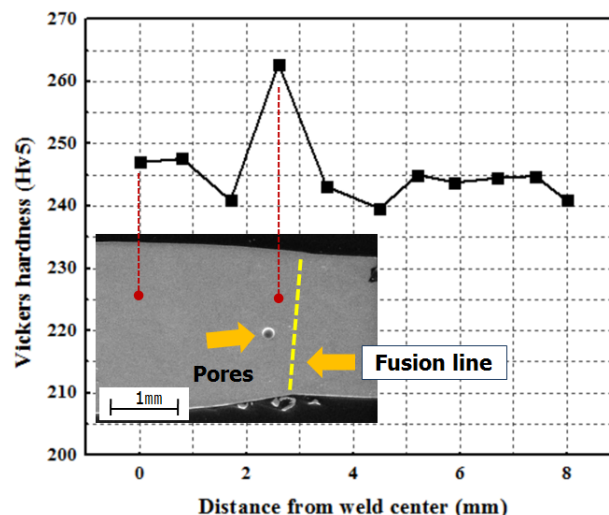 270
260
250
240
230
220
210
200
Vickers hardness (Hv5)
Pores
Fusion line
1mm
0 2 4 6 8
Distance from weld center (mm)